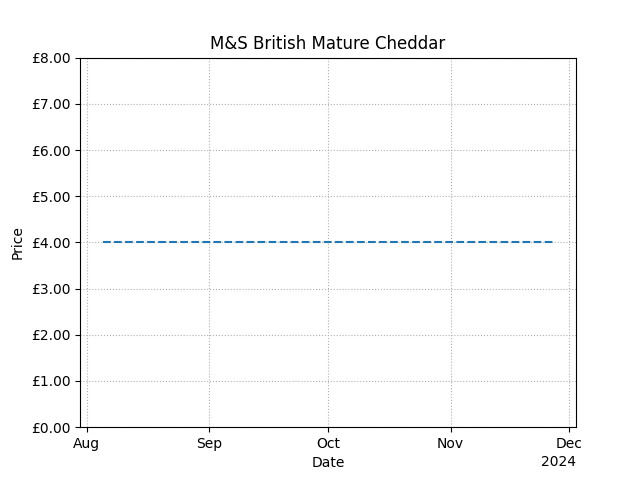 M&S British Mature Cheddar
£8.00
£7.00
£6.00
£5.00
£4.00
£3.00
£2.00
£1.00
£0.00
Price
Aug Sep Oct Nov Dec
Date
2024